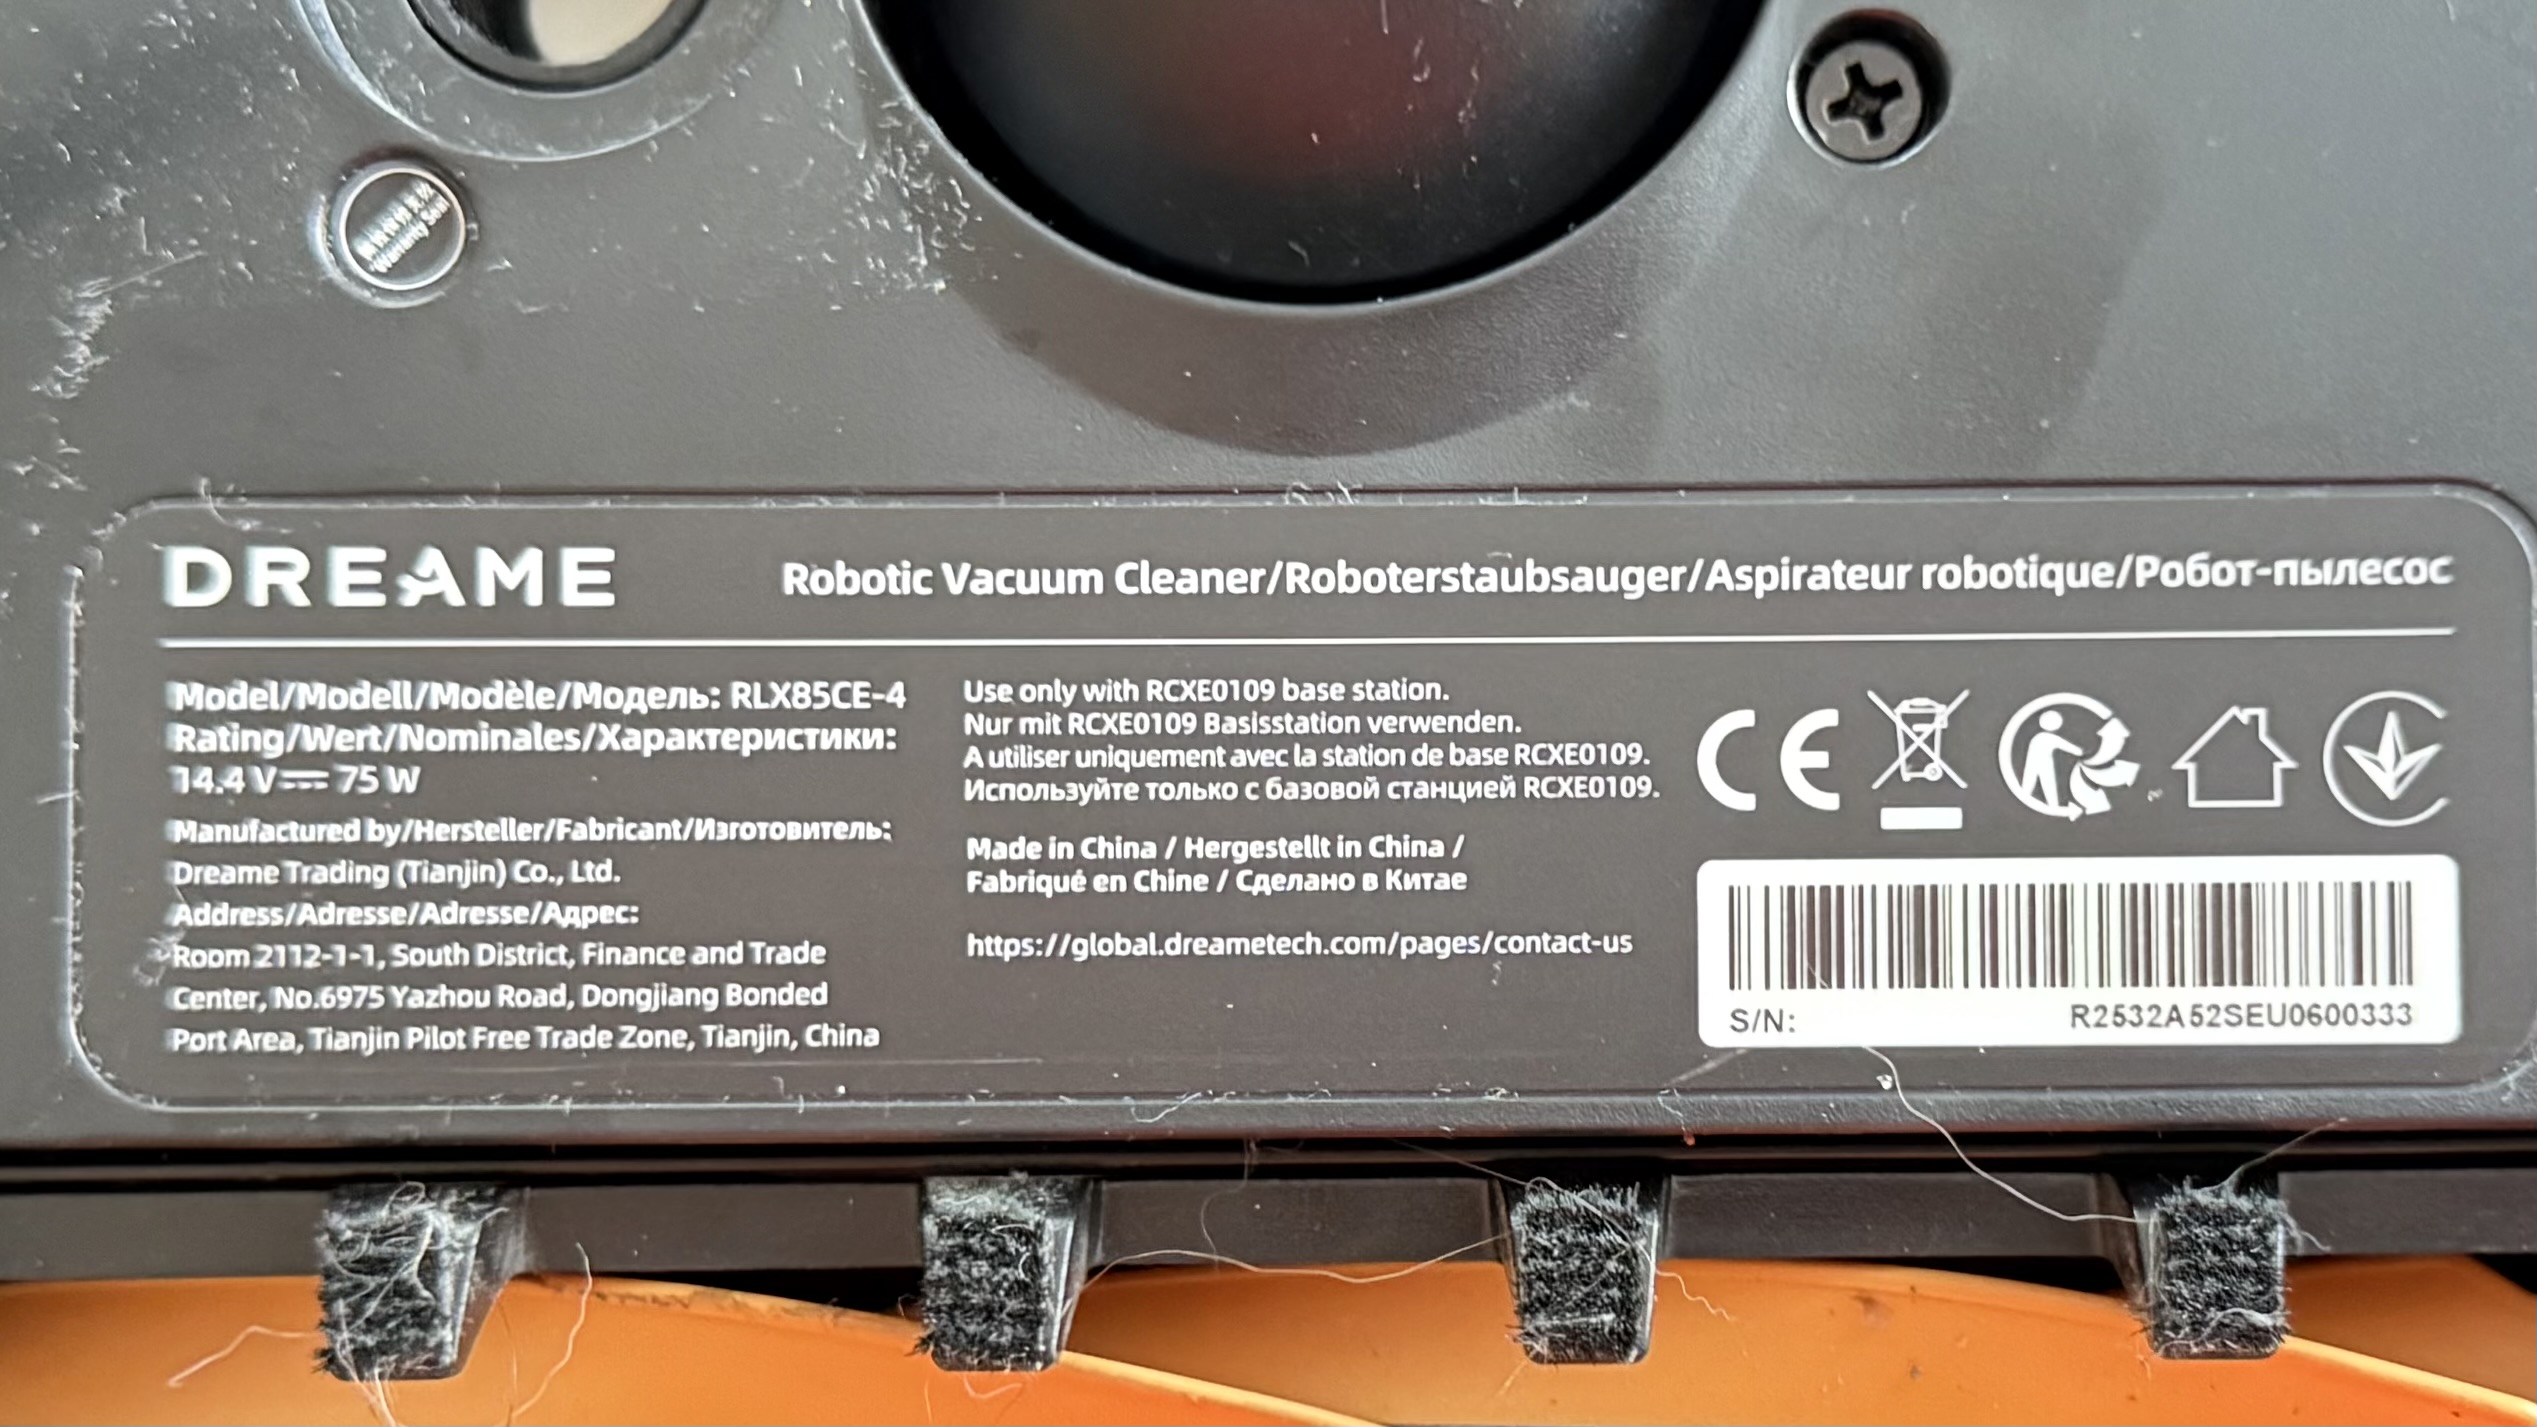 Warranty Seal
DREAME
Robotic Vacuum Cleaner/Roboterstaubsauger/Aspirateur robotique/Робот-пылесос
Model/Modell/Modèle/Модель: RLX85CE-4
Rating/Wert/Nominales/Характеристики:
14.4 V⎓ 75 W
Manufactured by/Hersteller/Fabricant/Изготовитель:
Dreame Trading (Tianjin) Co., Ltd.
Address/Adresse/Adresse/Адрес:
Room 2112-1-1, South District, Finance and Trade
Center, No.6975 Yazhou Road, Dongjiang Bonded
Port Area, Tianjin Pilot Free Trade Zone, Tianjin, China
Use only with RCXE0109 base station.
Nur mit RCXE0109 Basisstation verwenden.
A utiliser uniquement avec la station de base RCXE0109.
Используйте только с базовой станцией RCXE0109.
Made in China / Hergestellt in China /
Fabriqué en Chine / Сделано в Китае
https://global.dreametech.com/pages/contact-us
CE
S/N: R2532A52SEU0600333